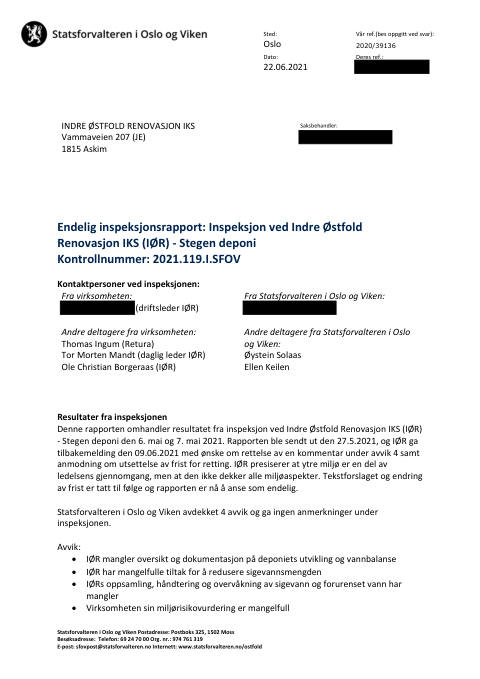 Statsforvalteren i Oslo og Viken
Sted:
Oslo
Dato:
22.06.2021
Vår ref.(bes oppgitt ved svar):
2020/39136
Deres ref.:
INDRE ØSTFOLD RENOVASJON IKS
Vammaveien 207 (JE)
1815 Askim
Saksbehandler:
Endelig inspeksjonsrapport: Inspeksjon ved Indre Østfold
Renovasjon IKS (IØR) - Stegen deponi
Kontrollnummer: 2021.119.I.SFOV
Kontaktpersoner ved inspeksjonen:
Fra virksomheten:
(driftsleder IØR)
Fra Statsforvalteren i Oslo og Viken:
Andre deltagere fra virksomheten:
Thomas Ingum (Retura)
Tor Morten Mandt (daglig leder IØR)
Ole Christian Borgeraas (IØR)
Andre deltagere fra Statsforvalteren i Oslo
og Viken:
Øystein Solaas
Ellen Keilen
Resultater fra inspeksjonen
Denne rapporten omhandler resultatet fra inspeksjon ved Indre Østfold Renovasjon IKS (IØR)
- Stegen deponi den 6. mai og 7. mai 2021. Rapporten ble sendt ut den 27.5.2021, og IØR ga
tilbakemelding den 09.06.2021 med ønske om rettelse av en kommentar under avvik 4 samt
anmodning om utsettelse av frist for retting. IØR presiserer at ytre miljø er en del av
ledelsens gjennomgang, men at den ikke dekker alle miljøaspekter. Tekstforslaget og endring
av frist er tatt til følge og rapporten er nå å anse som endelig.
Statsforvalteren i Oslo og Viken avdekket 4 avvik og ga ingen anmerkninger under
inspeksjonen.
Avvik:
• IØR mangler oversikt og dokumentasjon på deponiets utvikling og vannbalanse
• IØR har mangelfulle tiltak for å redusere sigevannsmengden
• IØRs oppsamling, håndtering og overvåkning av sigevann og forurenset vann har
mangler
• Virksomheten sin miljørisikovurdering er mangelfull
Statsforvalteren i Oslo og Viken Postadresse: Postboks 325, 1502 Moss
Besøksadresse: Telefon: 69 24 70 00 Org. nr.: 974 761 319
E-post: sfovpost@statsforvalteren.no Internett: www.statsforvalteren.no/ostfold